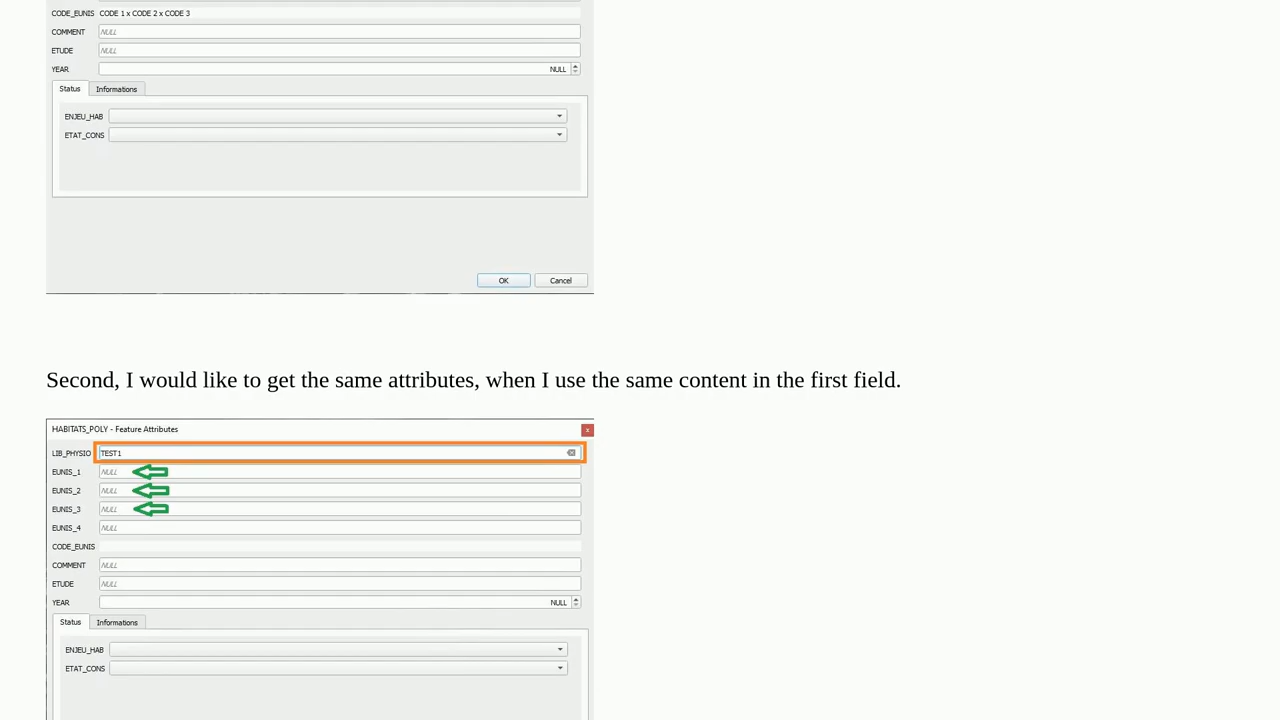 CODE_EUNIS CODE 1 x CODE 2 x CODE 3
COMMENT NULL
ETUDE NULL
YEAR NULL
Status Informations
ENJEU_HAB
ETAT_CONS
OK Cancel
Second, I would like to get the same attributes, when I use the same content in the first field.
HABITATS_POLY - Feature Attributes x
LIB_PHYSIO TEST1
EUNIS_1 NULL
EUNIS_2 NULL
EUNIS_3 NULL
EUNIS_4 NULL
CODE_EUNIS
COMMENT NULL
ETUDE NULL
YEAR NULL
Status Informations
ENJEU_HAB
ETAT_CONS